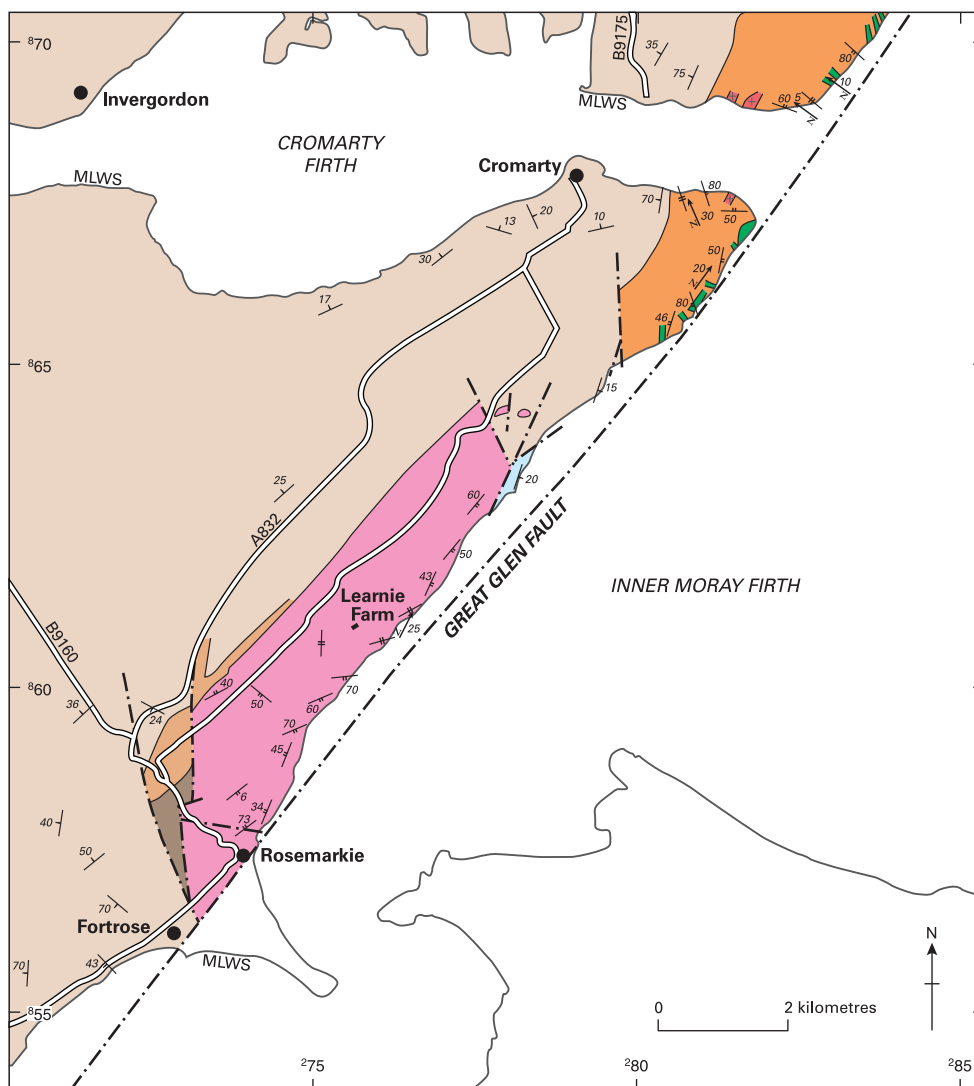 ⁸70
B9175
35
75
80
10
N
60
5
N
Invergordon
MLWS
CROMARTY
FIRTH
Cromarty
MLWS
70
80
30
N
50
20
13
10
30
50
20
N
17
80
46
⁸65
15
25
60
20
A832
50
GREAT GLEN FAULT
INNER MORAY FIRTH
43
Learnie
Farm
N
25
B9160
⁸60
40
50
70
60
36
24
70
45
6
34
73
40
50
Rosemarkie
70
Fortrose
43
MLWS
70
N
⁸55
0
2 kilometres
²75
²80
²85